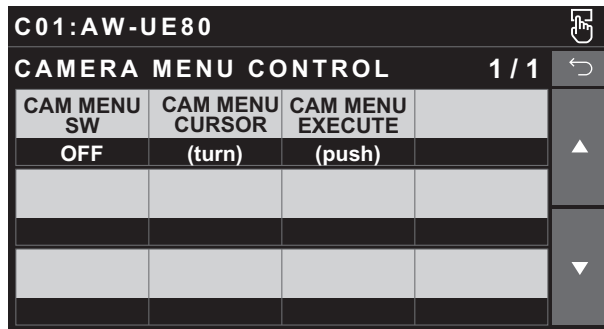 C01:AW-UE80
CAMERA MENU CONTROL 1/1
CAM MENU SW
CAM MENU CURSOR
CAM MENU EXECUTE
OFF (turn) (push)